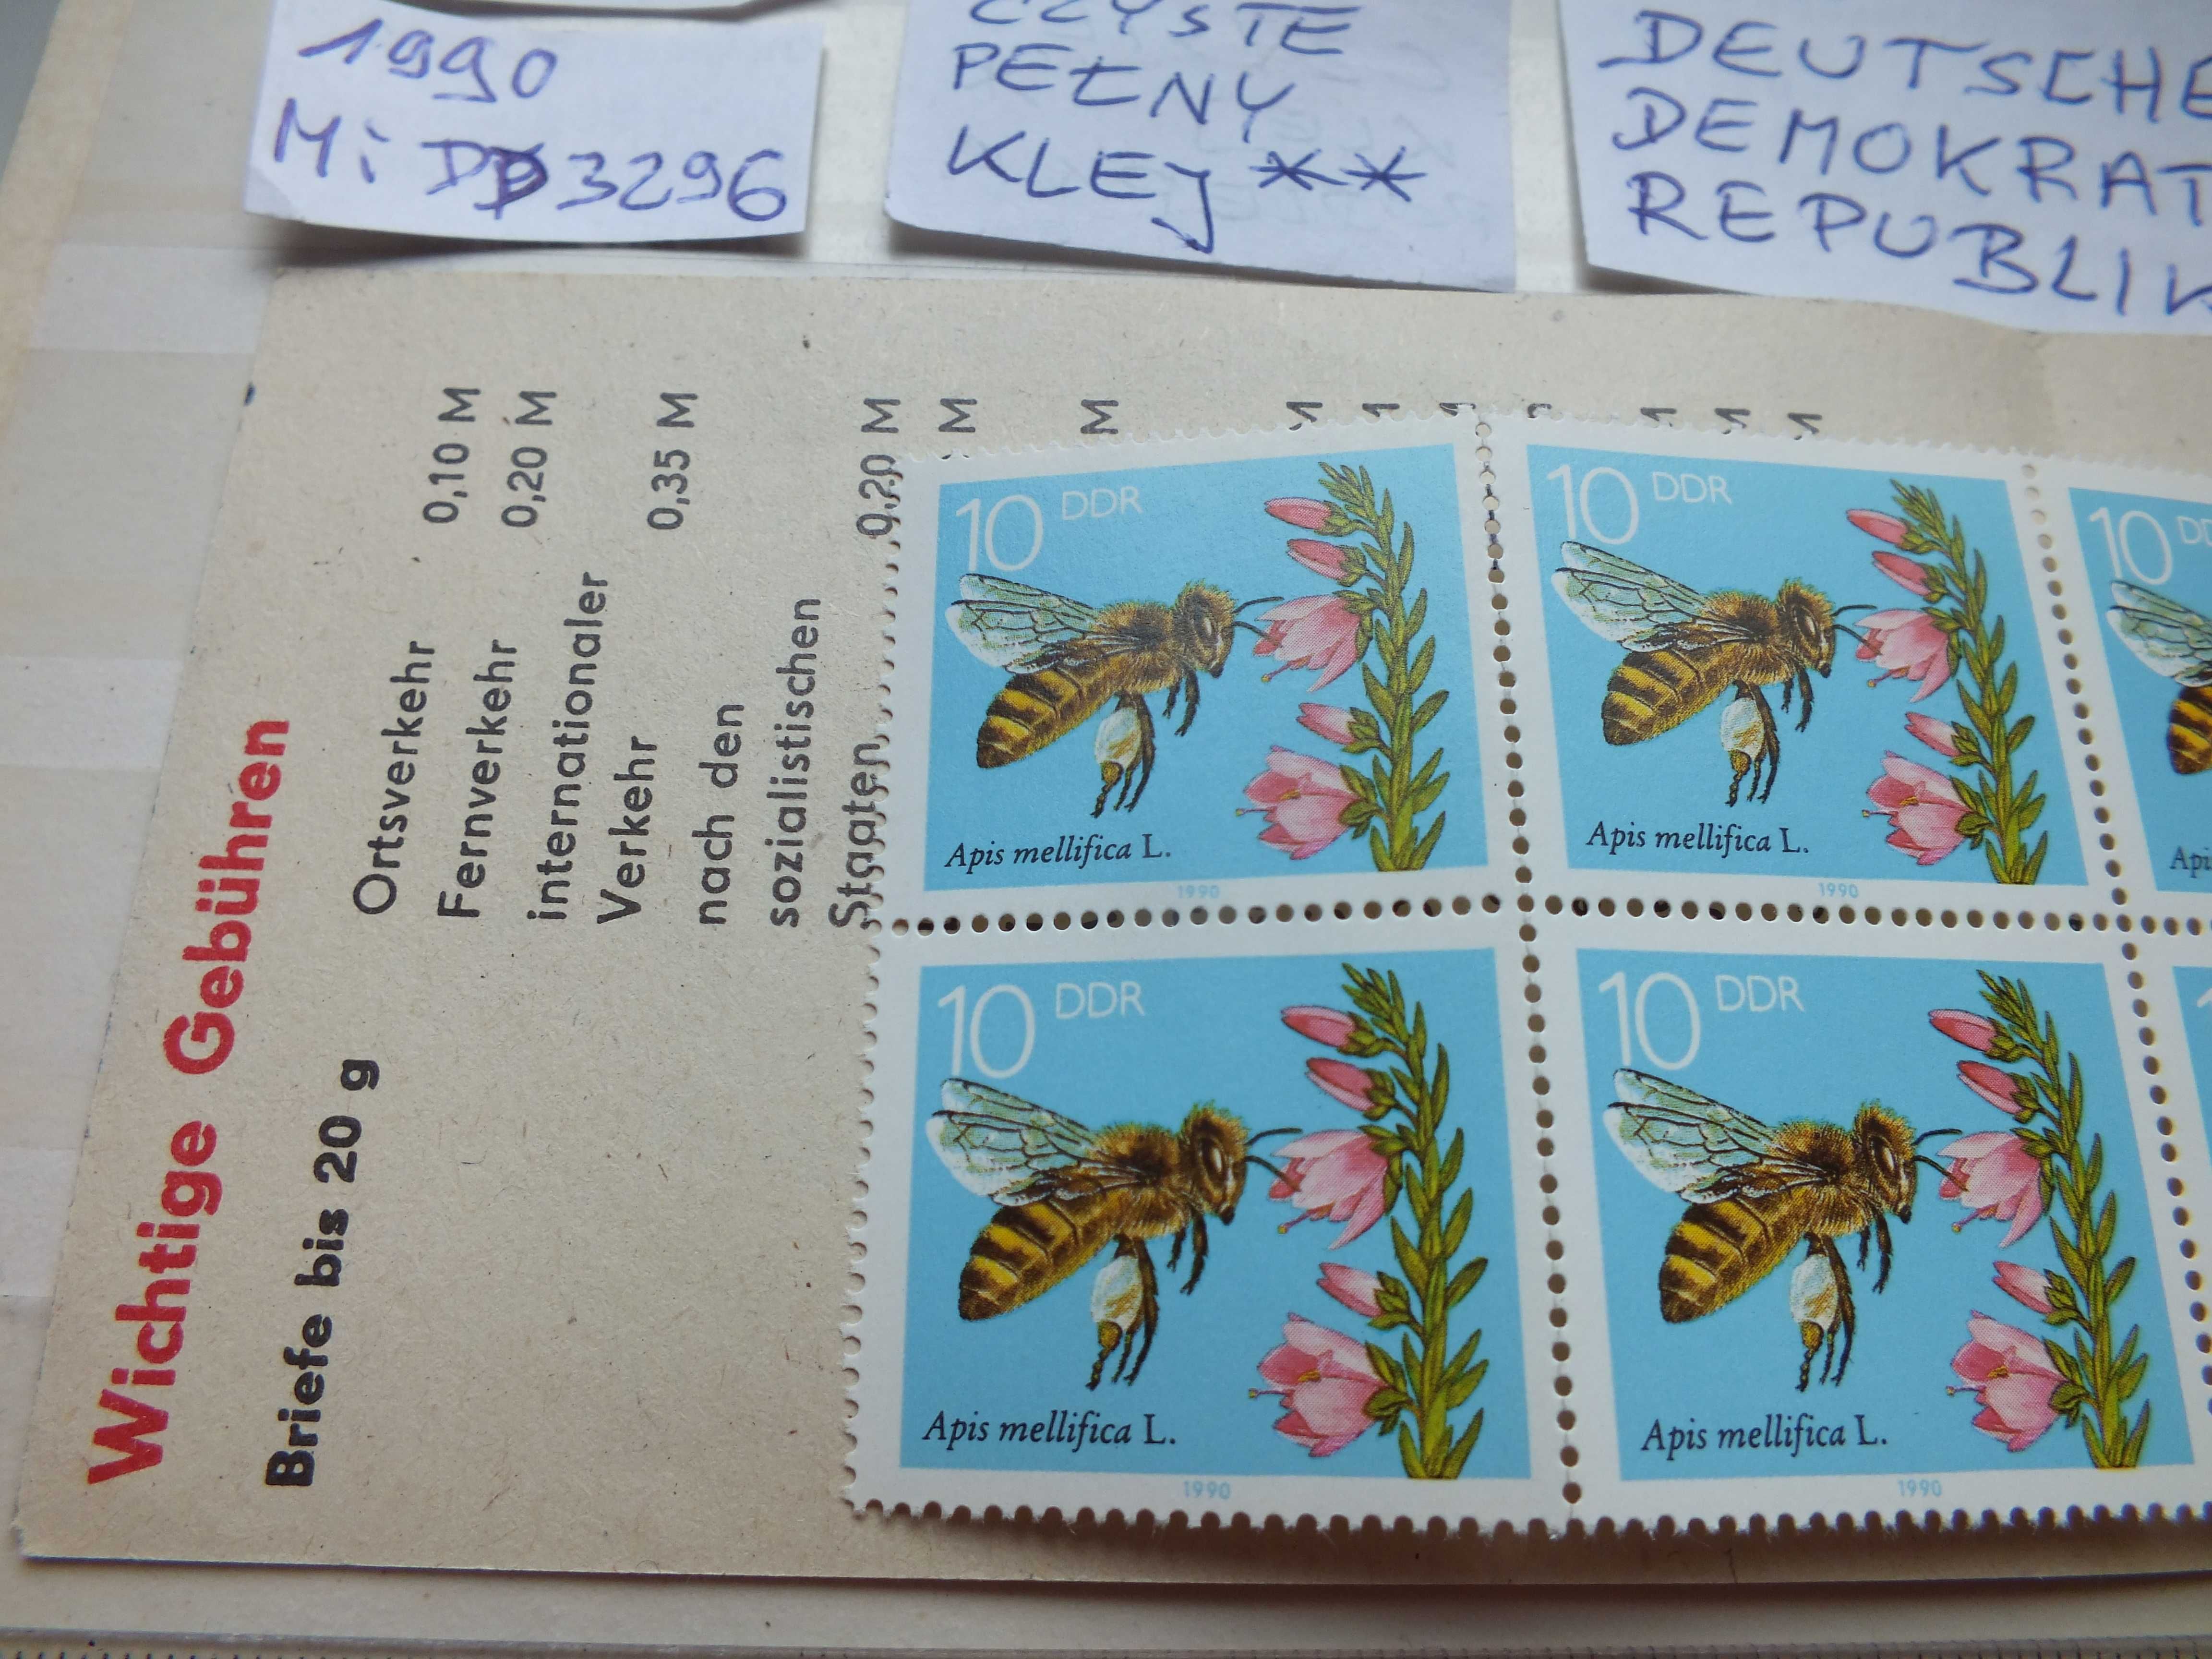 1990
Mi DD 3296
CZYSTE
PEŁNY
KLEJ **
DEUTSCHE
DEMOKRAT
REPUBLIK
Wichtige Gebühren
Briefe bis 20 g
Ortsverkehr 0,10 M
Fernverkehr 0,20 M
internationaler
Verkehr 0,35 M
nach den
sozialistischen
Staaten 0,20 M
M
M
10 DDR
Apis mellifica L.
1990
10 DDR
Apis mellifica L.
1990
10 DD
Api
10 DDR
Apis mellifica L.
1990
10 DDR
Apis mellifica L.
1990